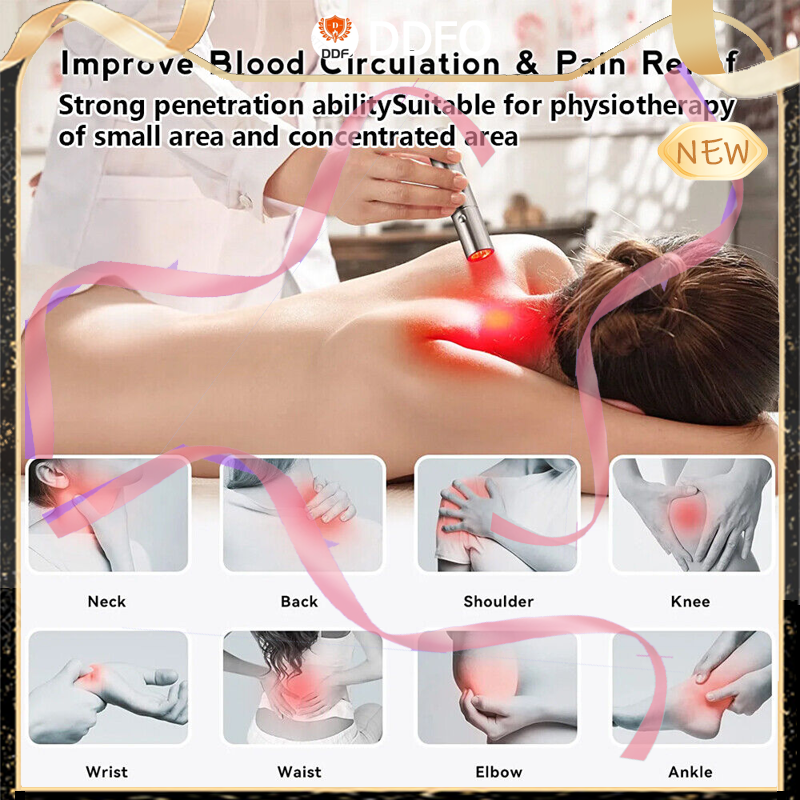 DDFO
DDF
Improve Blood Circulation & Pain Relief
Strong penetration abilitySuitable for physiotherapy
of small area and concentrated area
NEW
Neck Back Shoulder Knee
Wrist Waist Elbow Ankle